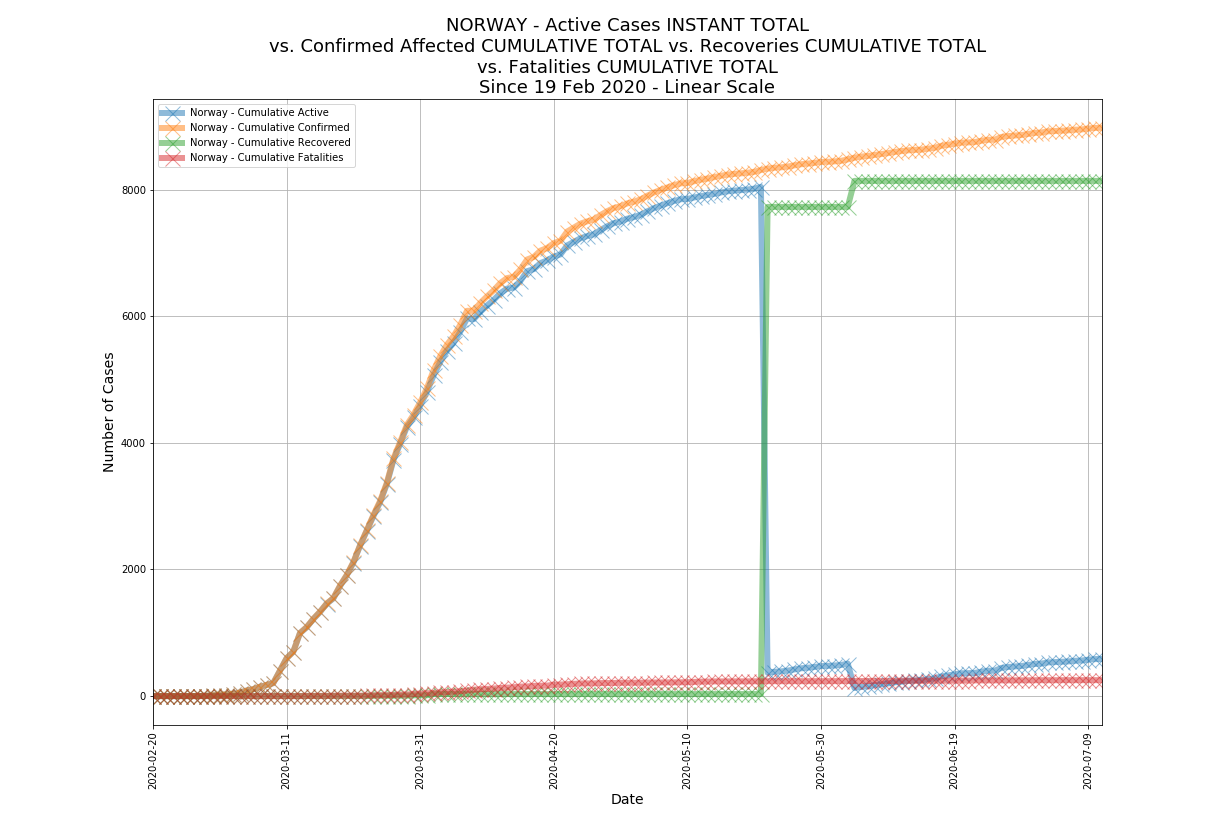 NORWAY - Active Cases INSTANT TOTAL
vs. Confirmed Affected CUMULATIVE TOTAL vs. Recoveries CUMULATIVE TOTAL
vs. Fatalities CUMULATIVE TOTAL
Since 19 Feb 2020 - Linear Scale
Norway - Cumulative Active
Norway - Cumulative Confirmed
Norway - Cumulative Recovered
Norway - Cumulative Fatalities
Number of Cases
8000
6000
4000
2000
0
2020-02-20
2020-03-11
2020-03-31
2020-04-20
2020-05-10
2020-05-30
2020-06-19
2020-07-09
Date